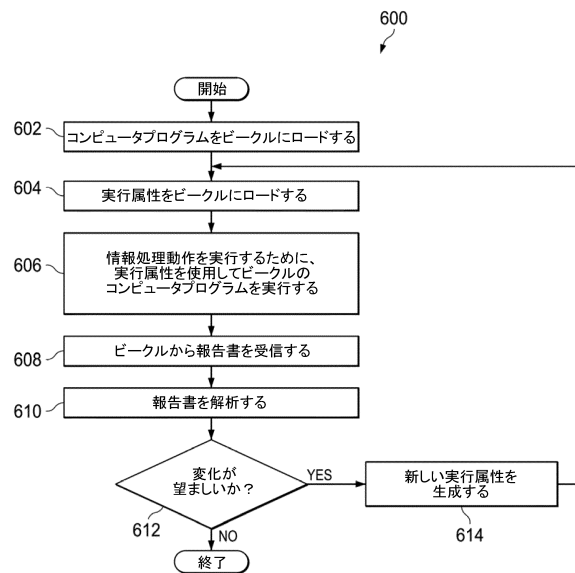 600
開始
602
コンピュータプログラムをビークルにロードする
604
実行属性をビークルにロードする
606
情報処理動作を実行するために、
実行属性を使用してビークルの
コンピュータプログラムを実行する
608
ビークルから報告書を受信する
610
報告書を解析する
変化が
望ましいか？
612
YES
新しい実行属性を
生成する
614
NO
終了